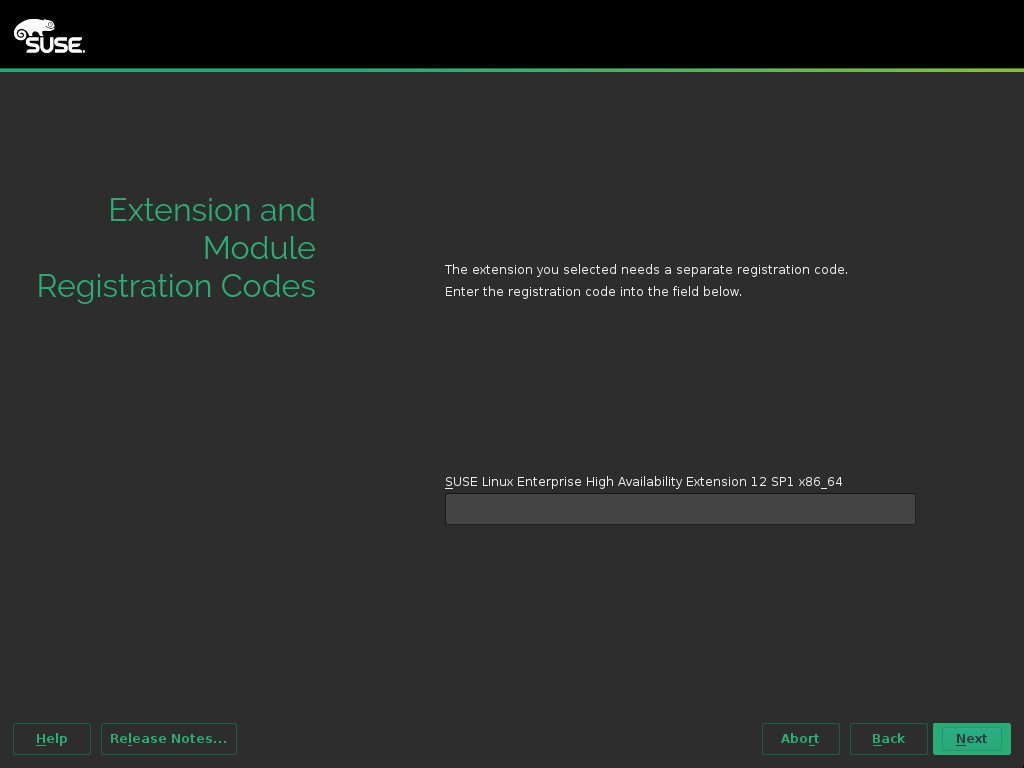 SUSE.
Extension and
Module
Registration Codes
The extension you selected needs a separate registration code.
Enter the registration code into the field below.
SUSE Linux Enterprise High Availability Extension 12 SP1 x86_64
Help
Release Notes...
Abort
Back
Next